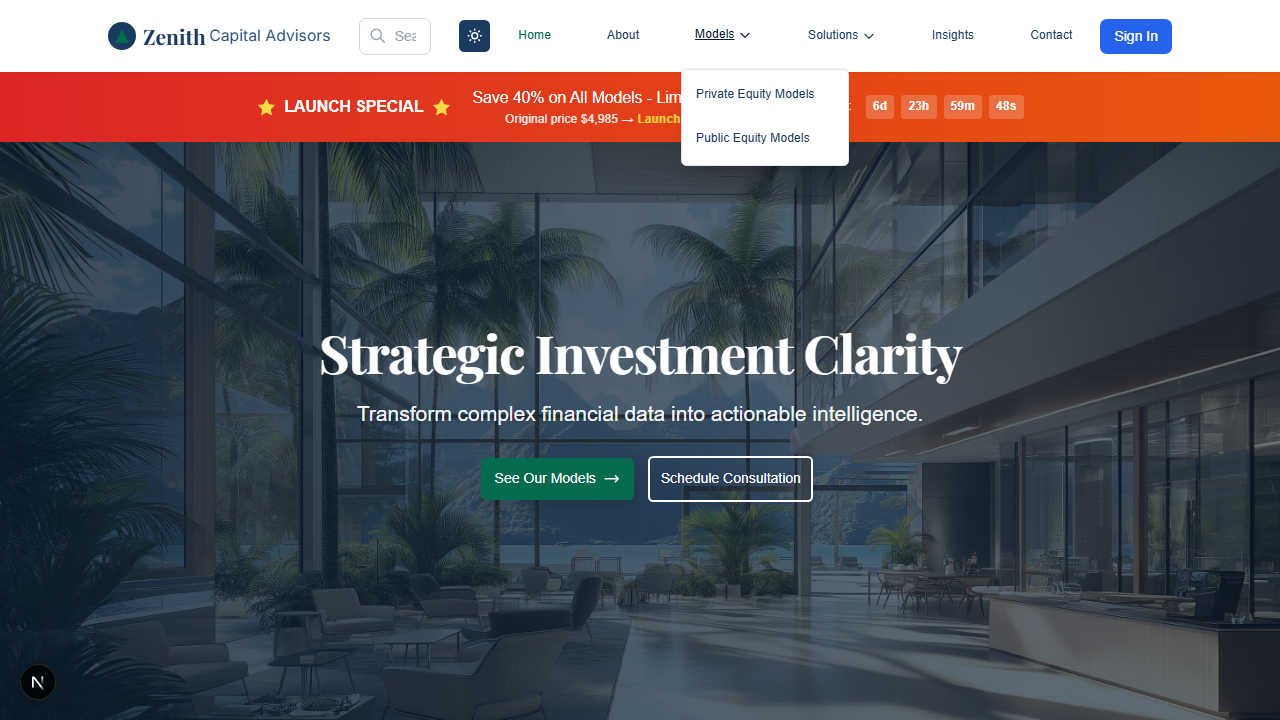 Zenith Capital Advisors
Sea
Home
About
Models
Solutions
Insights
Contact
Sign In
Private Equity Models
Public Equity Models
LAUNCH SPECIAL
Save 40% on All Models - Lim
Original price $4,985 → Launch
:
6d
23h
59m
48s
Strategic Investment Clarity
Transform complex financial data into actionable intelligence.
See Our Models →
Schedule Consultation
N